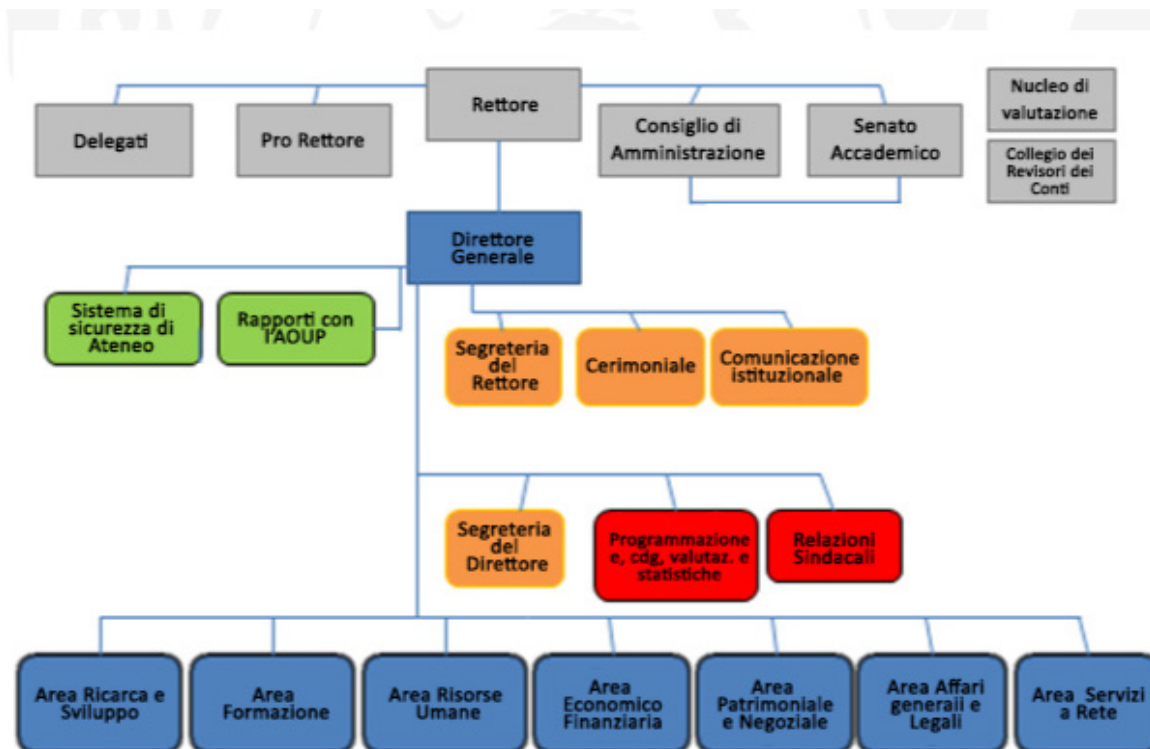 Rettore
Delegati
Pro Rettore
Consiglio di
Amministrazione
Senato
Accademico
Nucleo di
valutazione
Collegio dei
Revisori dei
Conti
Direttore
Generale
Sistema di
sicurezza di
Ateneo
Rapporti con
l'AOUP
Segreteria
del
Rettore
Cerimoniale
Comunicazione
istituzionale
Segreteria
del
Direttore
Programmazione
e, cdg, valutaz. e
statistiche
Relazioni
Sindacali
Area Ricarca e
Sviluppo
Area
Formazione
Area Risorse
Umane
Area
Economico
Finanziaria
Area
Patrimoniale
e Negoziale
Area Affari
generali e
Legali
Area Servizi
a Rete